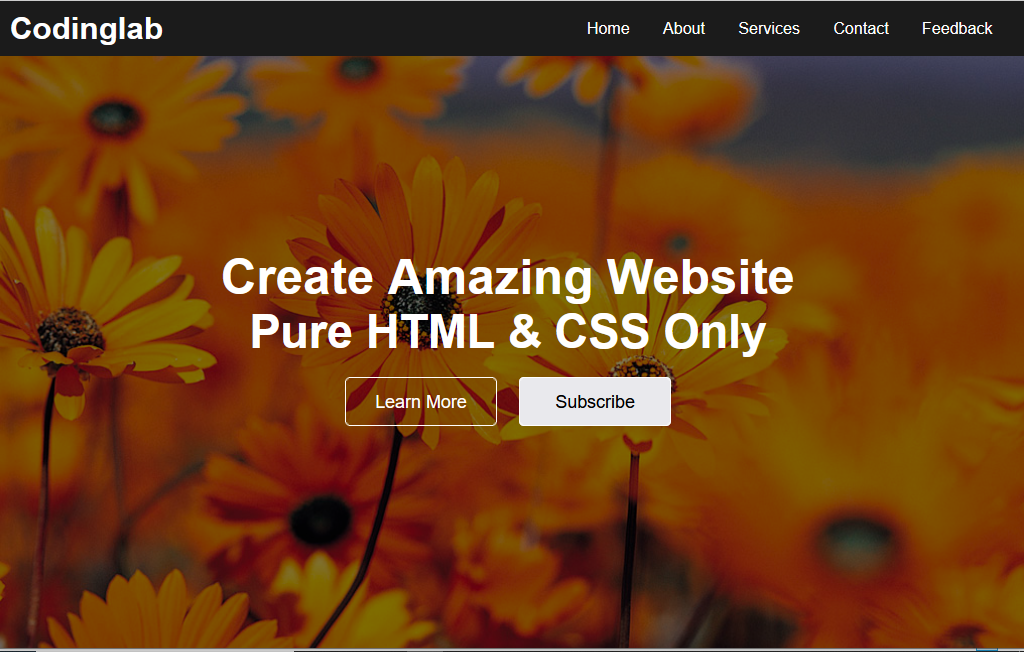 Codinglab
Home About Services Contact Feedback
Create Amazing Website
Pure HTML & CSS Only
Learn More Subscribe